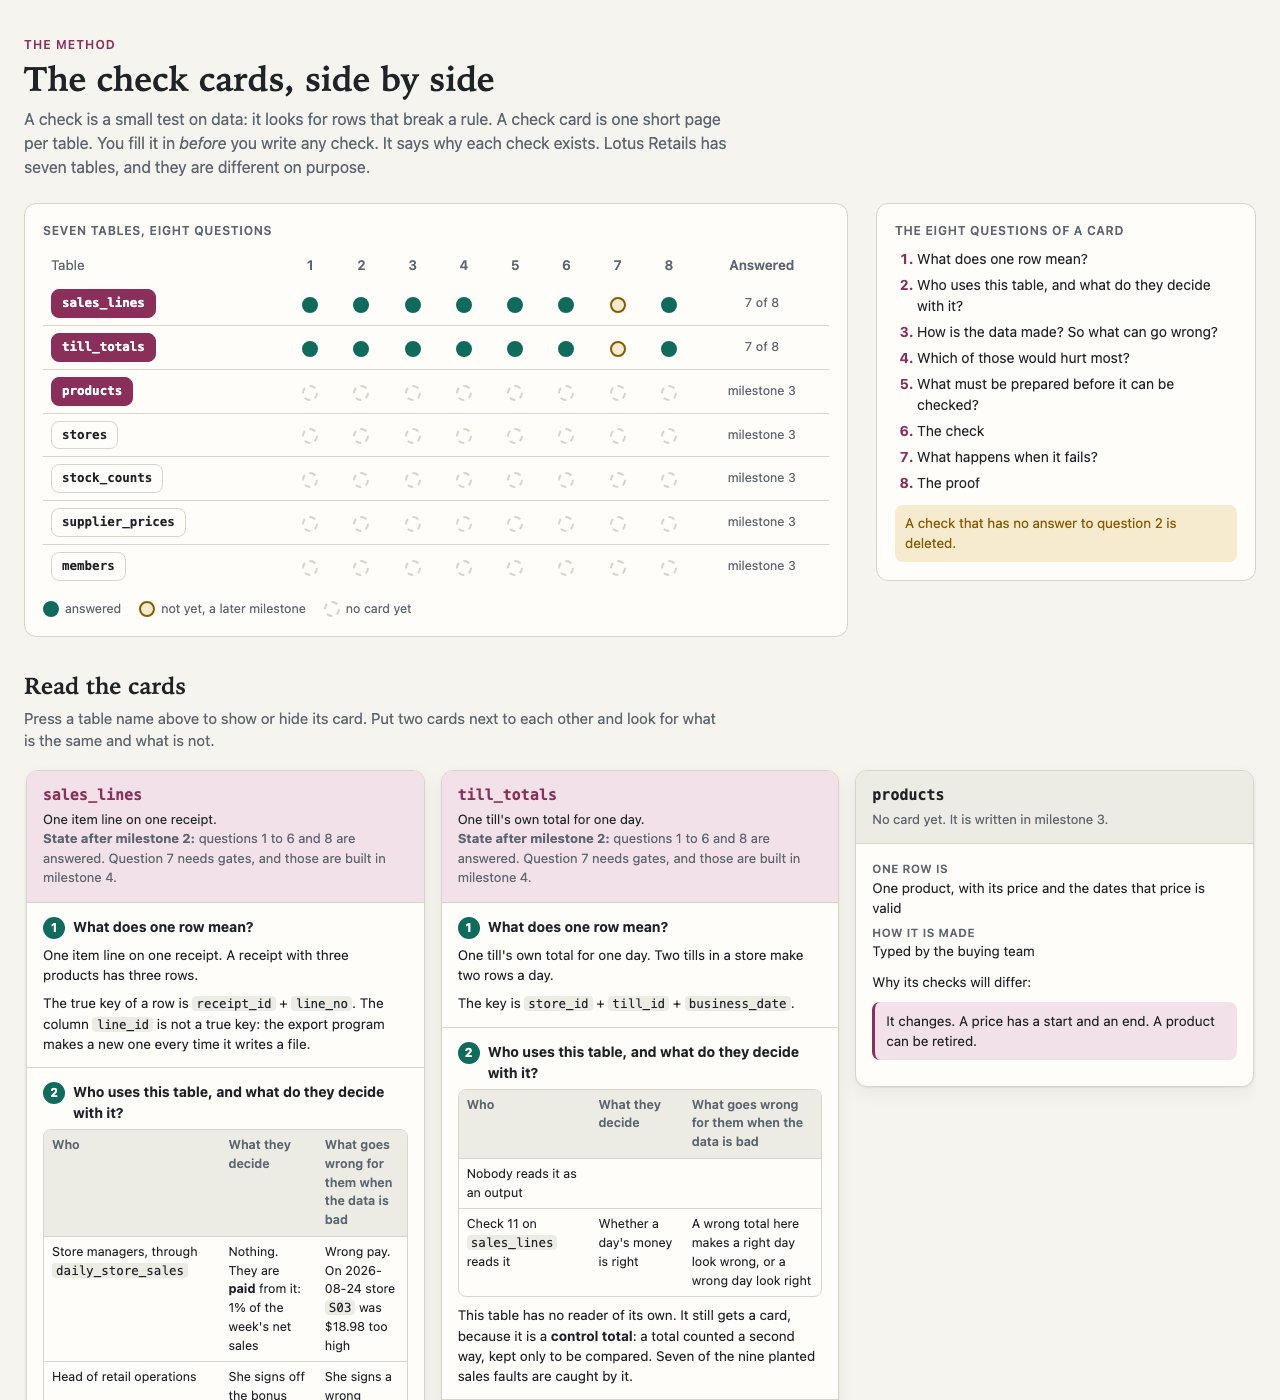 THE METHOD
The check cards, side by side
A check is a small test on data: it looks for rows that break a rule. A check card is one short page
per table. You fill it in before you write any check. It says why each check exists. Lotus Retails has
seven tables, and they are different on purpose.
SEVEN TABLES, EIGHT QUESTIONS
Table 1 2 3 4 5 6 7 8 Answered
sales_lines 7 of 8
till_totals 7 of 8
products milestone 3
stores milestone 3
stock_counts milestone 3
supplier_prices milestone 3
members milestone 3
answered not yet, a later milestone no card yet
THE EIGHT QUESTIONS OF A CARD
1. What does one row mean?
2. Who uses this table, and what do they decide
with it?
3. How is the data made? So what can go wrong?
4. Which of those would hurt most?
5. What must be prepared before it can be
checked?
6. The check
7. What happens when it fails?
8. The proof
A check that has no answer to question 2 is
deleted.
Read the cards
Press a table name above to show or hide its card. Put two cards next to each other and look for what
is the same and what is not.
sales_lines
One item line on one receipt.
State after milestone 2: questions 1 to 6 and 8 are
answered. Question 7 needs gates, and those are built in
milestone 4.
1 What does one row mean?
One item line on one receipt. A receipt with three
products has three rows.
The true key of a row is receipt_id + line_no. The
column line_id is not a true key: the export program
makes a new one every time it writes a file.
2 Who uses this table, and what do they decide
with it?
Who
What they
decide
What goes
wrong for
them when
the data is
bad
Store managers, through
daily_store_sales
Nothing.
They are
paid from it:
1% of the
week's net
sales
Wrong pay.
On 2026-
08-24 store
S03 was
$18.98 too
high
Head of retail operations
She signs off
the bonus
She signs a
wrong
till_totals
One till's own total for one day.
State after milestone 2: questions 1 to 6 and 8 are
answered. Question 7 needs gates, and those are built in
milestone 4.
1 What does one row mean?
One till's own total for one day. Two tills in a store make
two rows a day.
The key is store_id + till_id + business_date.
2 Who uses this table, and what do they decide
with it?
Who
What they
decide
What goes wrong
for them when the
data is bad
Nobody reads it as
an output
Check 11 on
sales_lines
reads it
Whether a
day's money
is right
A wrong total here
makes a right day
look wrong, or a
wrong day look right
This table has no reader of its own. It still gets a card,
because it is a control total: a total counted a second
way, kept only to be compared. Seven of the nine planted
sales faults are caught by it.
products
No card yet. It is written in milestone 3.
ONE ROW IS
One product, with its price and the dates that price is
valid
HOW IT IS MADE
Typed by the buying team
Why its checks will differ:
It changes. A price has a start and an end. A product
can be retired.